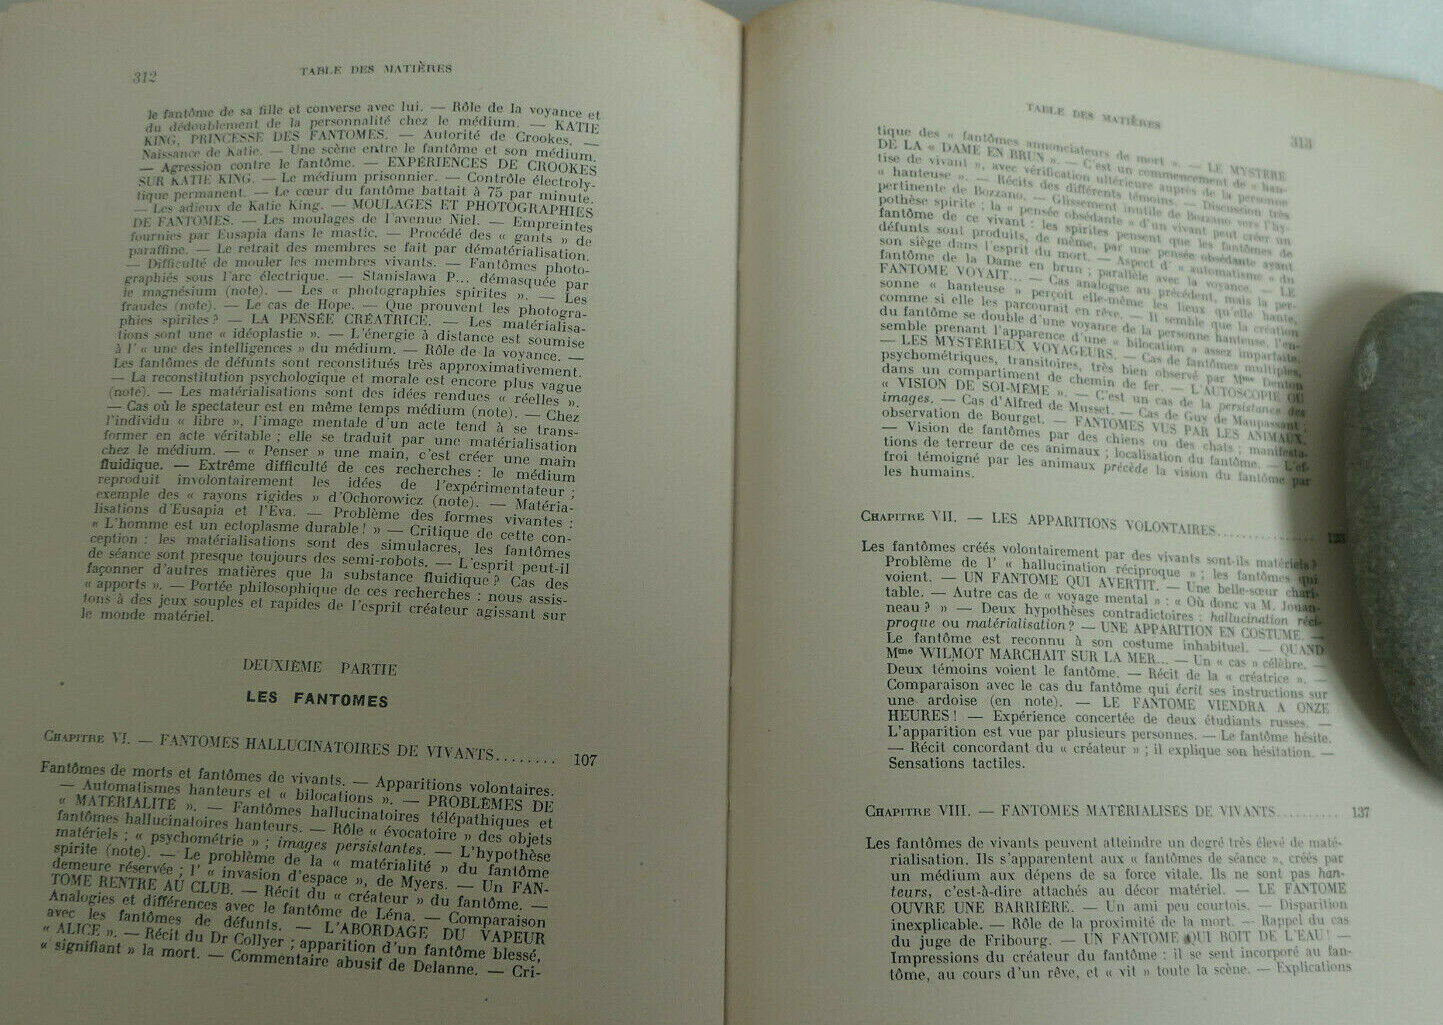 312
TABLE DES MATIÈRES
le fantôme de sa fille et converse avec lui. — Rôle de la voyance et
du dédoublement de la personnalité chez le médium. — KATIE
KING, PRINCESSE DES FANTOMES. — Autorité de Crookes. —
Naissance de Katie. — Une scène entre le fantôme et son médium.
— Agression contre le fantôme. — EXPÉRIENCES DE CROOKES
SUR KATIE KING. — Le médium prisonnier. — Contrôle électroly-
tique permanent. — Le cœur du fantôme battait à 75 par minute.
— Les adieux de Katie King. — MOULAGES ET PHOTOGRAPHIES
DE FANTOMES. — Les moulages de l'avenue Niel. — Empreintes
fournies par Eusapia dans le mastic. — Procédé des « gants » de
paraffine. — Le retrait des membres se fait par dématérialisation.
— Difficulté de mouler les membres vivants. — Fantômes photo-
graphiés sous l'arc électrique. — Stanislawa P... démasquée par
le magnésium (note). — Les « photographies spirites ». — Les
fraudes (note). — Le cas de Hope. — Que prouvent les photogra-
phies spirites ? — LA PENSÉE CRÉATRICE. — Les matérialisa-
tions sont une « idéoplastie ». — L'énergie à distance est soumise
à l' « une des intelligences » du médium. — Rôle de la voyance. —
Les fantômes de défunts sont reconstitués très approximativement.
— La reconstitution psychologique et morale est encore plus vague
(note). — Les matérialisations sont des idées rendues « réelles ».
— Cas où le spectateur est en même temps médium (note). — Chez
l'individu « libre », l'image mentale d'un acte tend à se trans-
former en acte véritable ; elle se traduit par une matérialisation
chez le médium. — « Penser » une main, c'est créer une main
fluidique. — Extrême difficulté de ces recherches : le médium
reproduit involontairement les idées de l'expérimentateur ;
exemple des « rayons rigides » d'Ochorowicz (note). — Matéria-
lisations d'Eusapia et l'Eva. — Problème des formes vivantes :
« L'homme est un ectoplasme durable! » — Critique de cette con-
ception : les matérialisations sont des simulacres, les fantômes
de séance sont presque toujours des semi-robots. — L'esprit peut-il
façonner d'autres matières que la substance fluidique ? Cas des
« apports ». — Portée philosophique de ces recherches : nous assis-
tons à des jeux souples et rapides de l'esprit créateur agissant sur
le monde matériel.
DEUXIÈME PARTIE
LES FANTOMES
CHAPITRE VI. — FANTOMES HALLUCINATOIRES DE VIVANTS........ 107
Fantômes de morts et fantômes de vivants. — Apparitions volontaires.
— Automatismes hanteurs et « bilocations ». — PROBLÈMES DE
« MATÉRIALITÉ ». — Fantômes hallucinatoires télépathiques et
fantômes hallucinatoires hanteurs. — Rôle « évocatoire » des objets
matériels ; « psychométrie » ; images persistantes. — L'hypothèse
spirite (note). — Le problème de la « matérialité » du fantôme
demeure réservée ; l' « invasion d'espace », de Myers. — Un FAN-
TOME RENTRE AU CLUB. — Récit du « créateur » du fantôme. —
Analogies et différences avec le fantôme de Léna. — Comparaison
avec les fantômes de défunts. — L'ABORDAGE DU VAPEUR
« ALICE ». — Récit du Dr Collyer ; apparition d'un fantôme blessé,
« signifiant » la mort. — Commentaire abusif de Delanne. — Cri-
TABLE DES MATIÈRES
313
tique des « fantômes annonciateurs de mort ». — LE MYSTÈRE
DE LA « DAME EN BRUN ». — C'est un commencement de « han-
tise de vivant », avec vérification ultérieure auprès de la personne
« hanteuse ». — Récits des différents témoins. — Discussion très
pertinente de Bozzano. — Glissement inutile de Bozzano vers l'hy-
pothèse spirite ; la « pensée obsédante » d'un vivant peut créer un
fantôme de ce vivant : les spirites pensent que les fantômes de
défunts sont produits, de même, par une pensée obsédante ayant
son siège dans l'esprit du mort. — Aspect d' « automatisme » du
fantôme de la Dame en brun ; parallèle avec la voyance. — LE
FANTOME VOYAIT... — Cas analogue au précédent, mais la per-
sonne « hanteuse » perçoit elle-même les lieux qu'elle hante,
comme si elle les parcourait en rêve. — Il semble que la création
du fantôme se double d'une voyance de la personne hanteuse, l'en-
semble prenant l'apparence d'une « bilocation » assez imparfaite.
— LES MYSTÉRIEUX VOYAGEURS. — Cas de fantômes multiples,
psychométriques, transitoires, très bien observé par Mme Denton
dans un compartiment de chemin de fer. — L'AUTOSCOPIE OU
« VISION DE SOI-MÊME ». — C'est un cas de la persistance des
images. — Cas d'Alfred de Musset. — Cas de Guy de Maupassant ;
observation de Bourget. — FANTOMES VUS PAR LES ANIMAUX.
— Vision de fantômes par des chiens ou des chats ; manifesta-
tions de terreur de ces animaux ; localisation du fantôme. — L'ef-
froi témoigné par les animaux précède la vision du fantôme par
les humains.
CHAPITRE VII. — LES APPARITIONS VOLONTAIRES..............
Les fantômes créés volontairement par des vivants sont-ils matériels ?
Problème de l' « hallucination réciproque » ; les fantômes qui
voient. — UN FANTOME QUI AVERTIT. — Une belle-sœur chari-
table. — Autre cas de « voyage mental » : « Où donc va M. Jouan-
neau ? » — Deux hypothèses contradictoires : hallucination réci-
proque ou matérialisation ? — UNE APPARITION EN COSTUME. —
Le fantôme est reconnu à son costume inhabituel. — QUAND
Mme WILMOT MARCHAIT SUR LA MER... — Un « cas » célèbre. —
Deux témoins voient le fantôme. — Récit de la « créatrice ». —
Comparaison avec le cas du fantôme qui écrit ses instructions sur
une ardoise (en note). — LE FANTOME VIENDRA A ONZE
HEURES ! — Expérience concertée de deux étudiants russes. —
L'apparition est vue par plusieurs personnes. — Le fantôme hésite.
— Récit concordant du « créateur » ; il explique son hésitation. —
Sensations tactiles.
CHAPITRE VIII. — FANTOMES MATÉRIALISÉS DE VIVANTS......... 137
Les fantômes de vivants peuvent atteindre un degré très élevé de maté-
rialisation. Ils s'apparentent aux « fantômes de séance », créés par
un médium aux dépens de sa force vitale. Ils ne sont pas han-
teurs, c'est-à-dire attachés au décor matériel. — LE FANTOME
OUVRE UNE BARRIÈRE. — Un ami peu courtois. — Disparition
inexplicable. — Rôle de la proximité de la mort. — Rappel du cas
du juge de Fribourg. — UN FANTOME QUI BOIT DE L'EAU ! —
Impressions du créateur du fantôme : il se sent incorporé au fan-
tôme, au cours d'un rêve, et « vit » toute la scène. — Explications